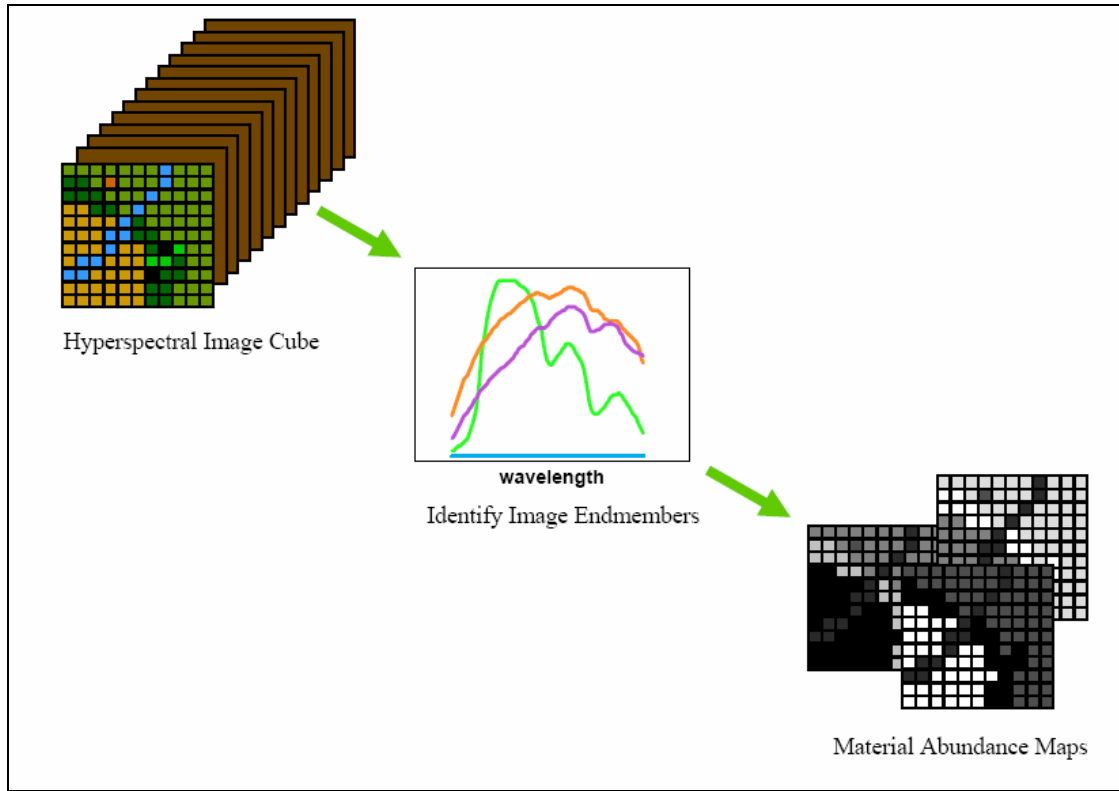 Hyperspectral Image Cube
wavelength
Identify Image Endmembers
Material Abundance Maps